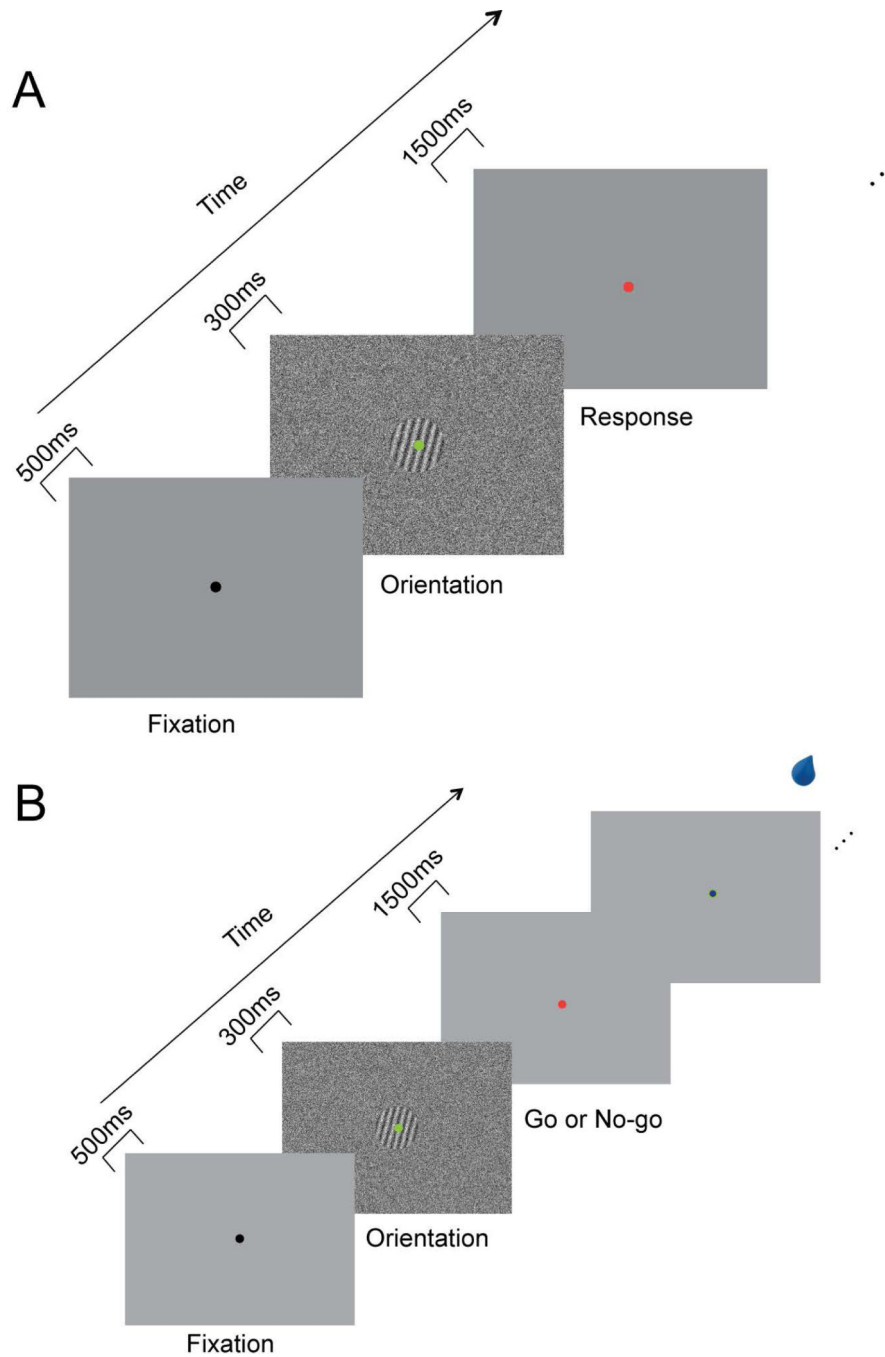 A
Time
1500ms
300ms
500ms
Response
Orientation
Fixation
B
Time
1500ms
300ms
500ms
Go or No-go
Orientation
Fixation